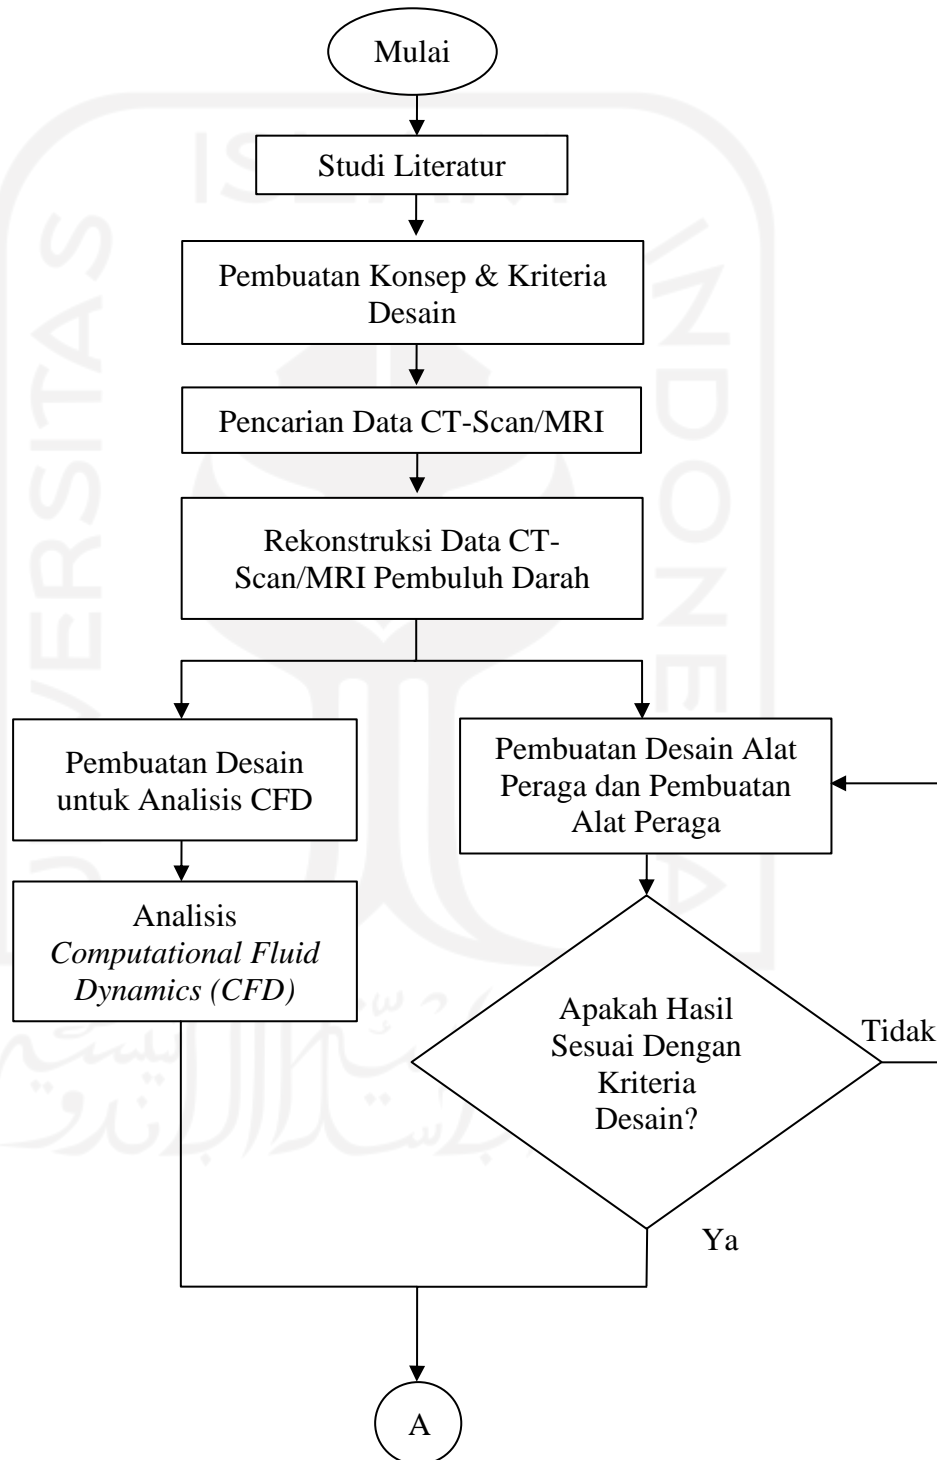 Mulai
Studi Literatur
Pembuatan Konsep & Kriteria
Desain
Pencarian Data CT-Scan/MRI
Rekonstruksi Data CT-
Scan/MRI Pembuluh Darah
Pembuatan Desain
untuk Analisis CFD
Pembuatan Desain Alat
Peraga dan Pembuatan
Alat Peraga
Analisis
Computational Fluid
Dynamics (CFD)
Apakah Hasil
Sesuai Dengan
Kriteria
Desain?
Tidak
Ya
A
ISLAM
INDONESIA